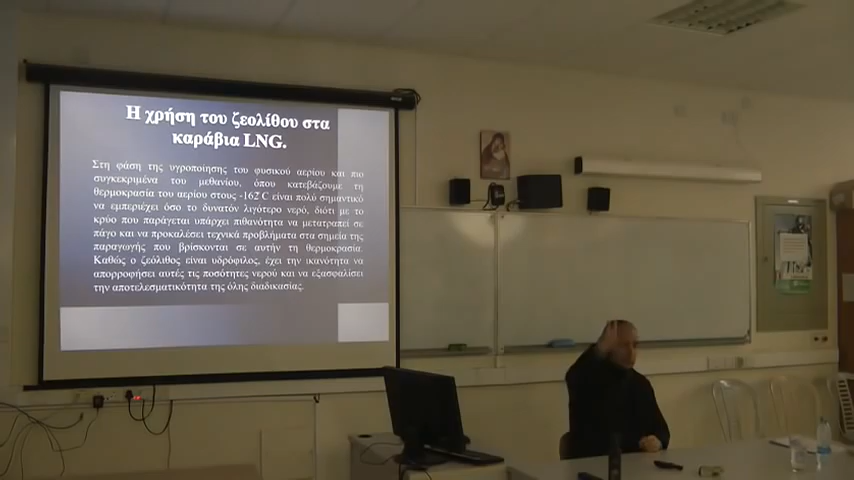 Η χρήση του ζεολίθου στα
καράβια LNG.
Στη φάση της υγροποίησης του φυσικού αερίου και πιο
συγκεκριμένα του μεθανίου, όπου κατεβάζουμε τη
θερμοκρασία του αερίου στους -162 C είναι πολύ σημαντικό
να εμπεριέχει όσο το δυνατόν λιγότερο νερό, διότι με το
κρύο που παράγεται υπάρχει πιθανότητα να μετατραπεί σε
πάγο και να προκαλέσει τεχνικά προβλήματα στα σημεία της
παραγωγής που βρίσκονται σε αυτήν τη θερμοκρασία.
Καθώς ο ζεόλιθος είναι υδρόφιλος, έχει την ικανότητα να
απορροφήσει αυτές τις ποσότητες νερού και να εξασφαλίσει
την αποτελεσματικότητα της όλης διαδικασίας.